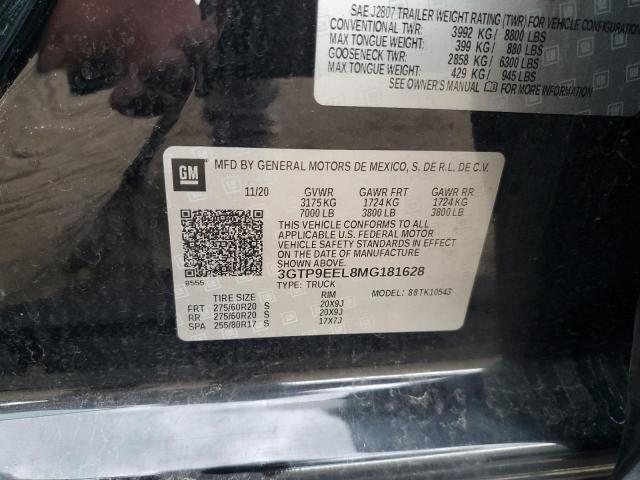 SAE J2807 TRAILER WEIGHT RATING (TWR) FOR VEHICLE CONFIGURATION
CONVENTIONAL TWR: 3992 KG / 8800 LBS
MAX TONGUE WEIGHT: 399 KG / 880 LBS
GOOSENECK TWR: 2858 KG / 6300 LBS
MAX TONGUE WEIGHT: 429 KG / 945 LBS
SEE OWNER'S MANUAL FOR MORE INFORMATION
GM
MFD BY GENERAL MOTORS DE MEXICO, S. DE R.L. DE C.V.
11/20 GVWR GAWR FRT GAWR RR
3175 KG 1724 KG 1724 KG
7000 LB 3800 LB 3800 LB
THIS VEHICLE CONFORMS TO ALL
APPLICABLE U.S. FEDERAL MOTOR
VEHICLE SAFETY STANDARDS IN EFFECT
ON THE DATE OF MANUFACTURE
SHOWN ABOVE.
3GTP9EEL8MG181628
8555
TYPE: TRUCK
MODEL: 88TK10543
TIRE SIZE RIM
FRT 275/60R20 S 20X9J
RR 275/60R20 S 20X9J
SPA 255/80R17 S 17X7J